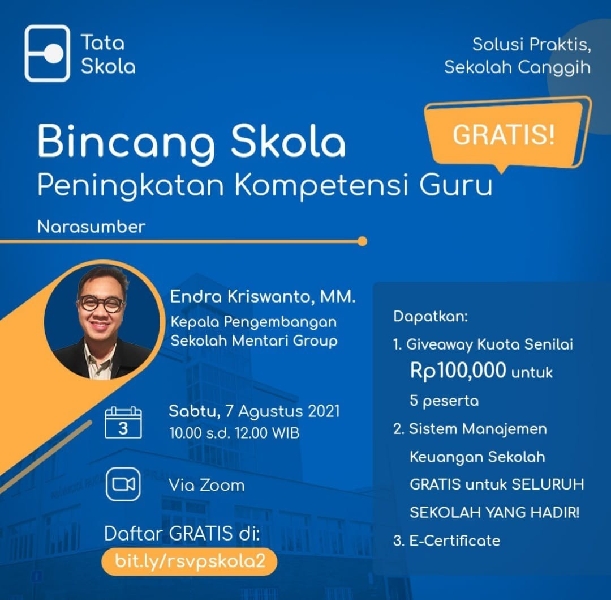 Tata
Skola
Solusi Praktis,
Sekolah Canggih
GRATIS!
Bincang Skola
Peningkatan Kompetensi Guru
Narasumber
Endra Kriswanto, MM.
Kepala Pengembangan
Sekolah Mentari Group
3
Sabtu, 7 Agustus 2021
10.00 s.d. 12.00 WIB
Via Zoom
Daftar GRATIS di:
bit.ly/rsvpskola2
Dapatkan:
1. Giveaway Kuota Senilai
Rp100,000 untuk
5 peserta
2. Sistem Manajemen
Keuangan Sekolah
GRATIS untuk SELURUH
SEKOLAH YANG HADIR!
3. E-Certificate